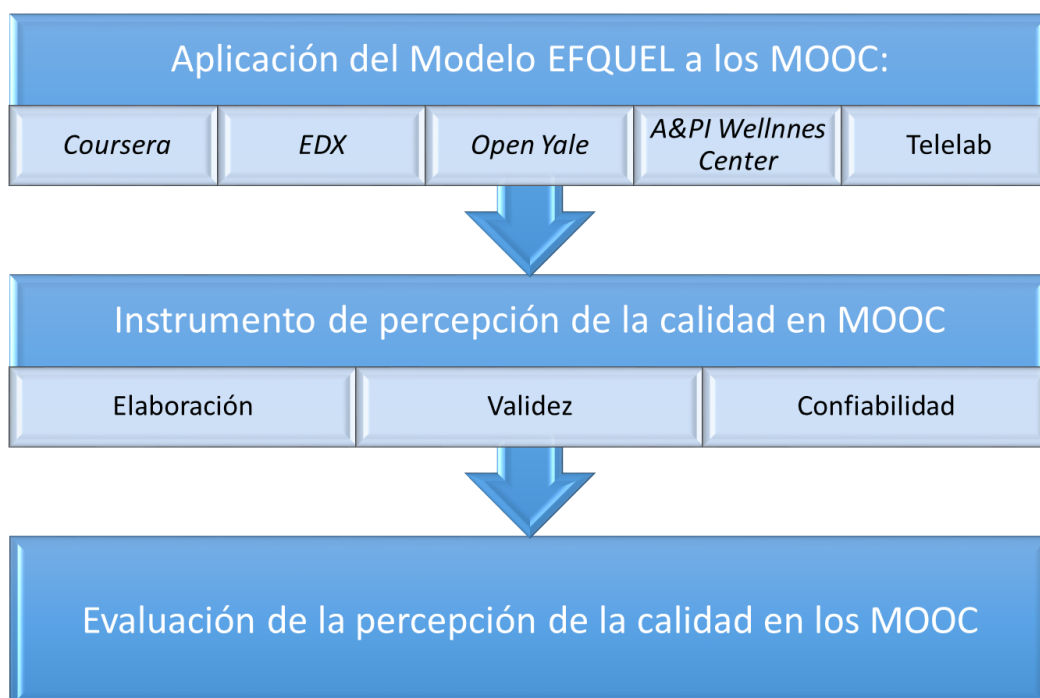 Aplicación del Modelo EFQUEL a los MOOC:
Coursera
EDX
Open Yale
A&PI Wellnnes
Center
Telelab
Instrumento de percepción de la calidad en MOOC
Elaboración
Validez
Confiabilidad
Evaluación de la percepción de la calidad en los MOOC